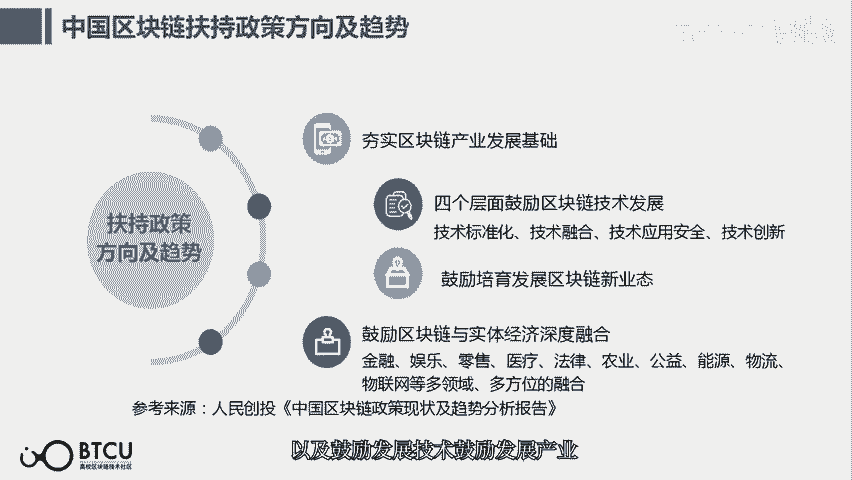 中国区块链扶持政策方向及趋势
扶持政策
方向及趋势
夯实区块链产业发展基础
四个层面鼓励区块链技术发展
技术标准化、技术融合、技术应用安全、技术创新
鼓励培育发展区块链新业态
鼓励区块链与实体经济深度融合
金融、娱乐、零售、医疗、法律、农业、公益、能源、物流、
物联网等多领域、多方位的融合
参考来源：人民创投《中国区块链政策现状及趋势分析报告》
以及鼓励发展技术鼓励发展产业
BTCU
高校区块链技术社区